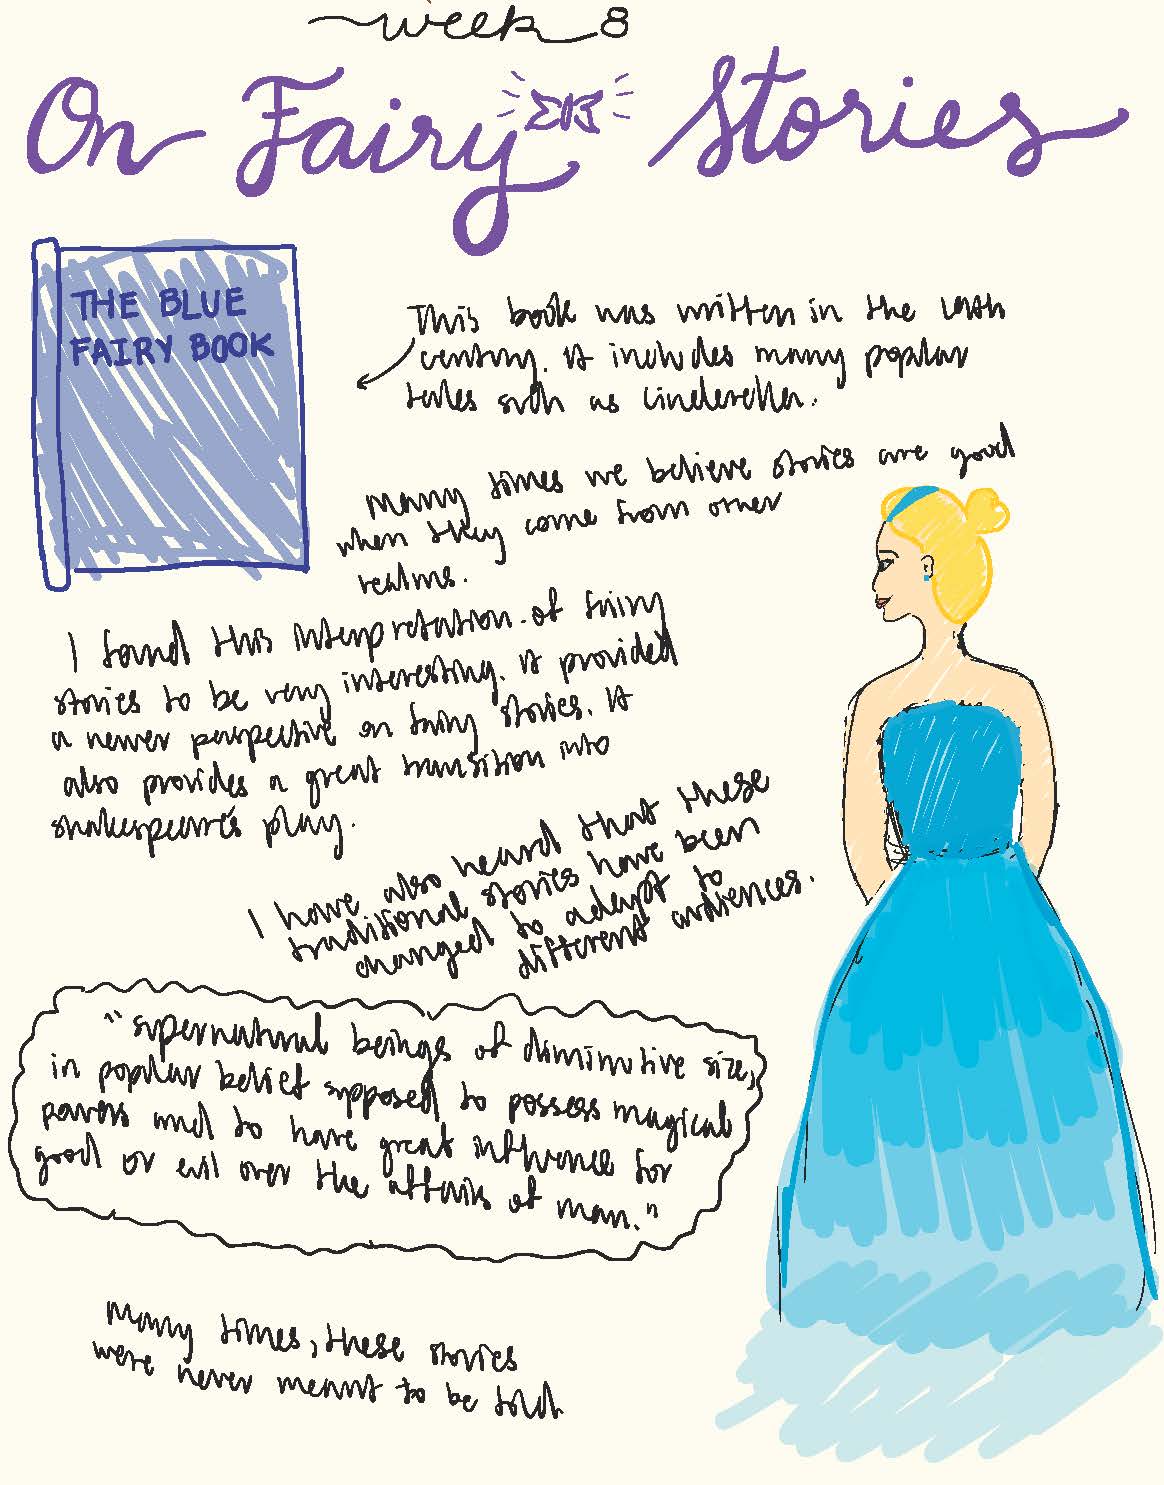 week 8
On Fairy Stories
THE BLUE
FAIRY BOOK
This book was written in the 19th
century. It includes many popular
tales such as Cinderella.
Many times we believe stories are good
when they come from other
realms.
I found this interpretation of fairy
stories to be very interesting. It provided
a newer perspective on fairy stories. It
also provides a great transition into
shakespeare's play.
I have also heard that these
traditional stories have been
changed to adapt to
different audiences.
"supernatural beings of diminutive size,
in popular belief supposed to possess magical
powers and to have great influence for
good or evil over the affairs of man."
Many times, these stories
were never meant to be told